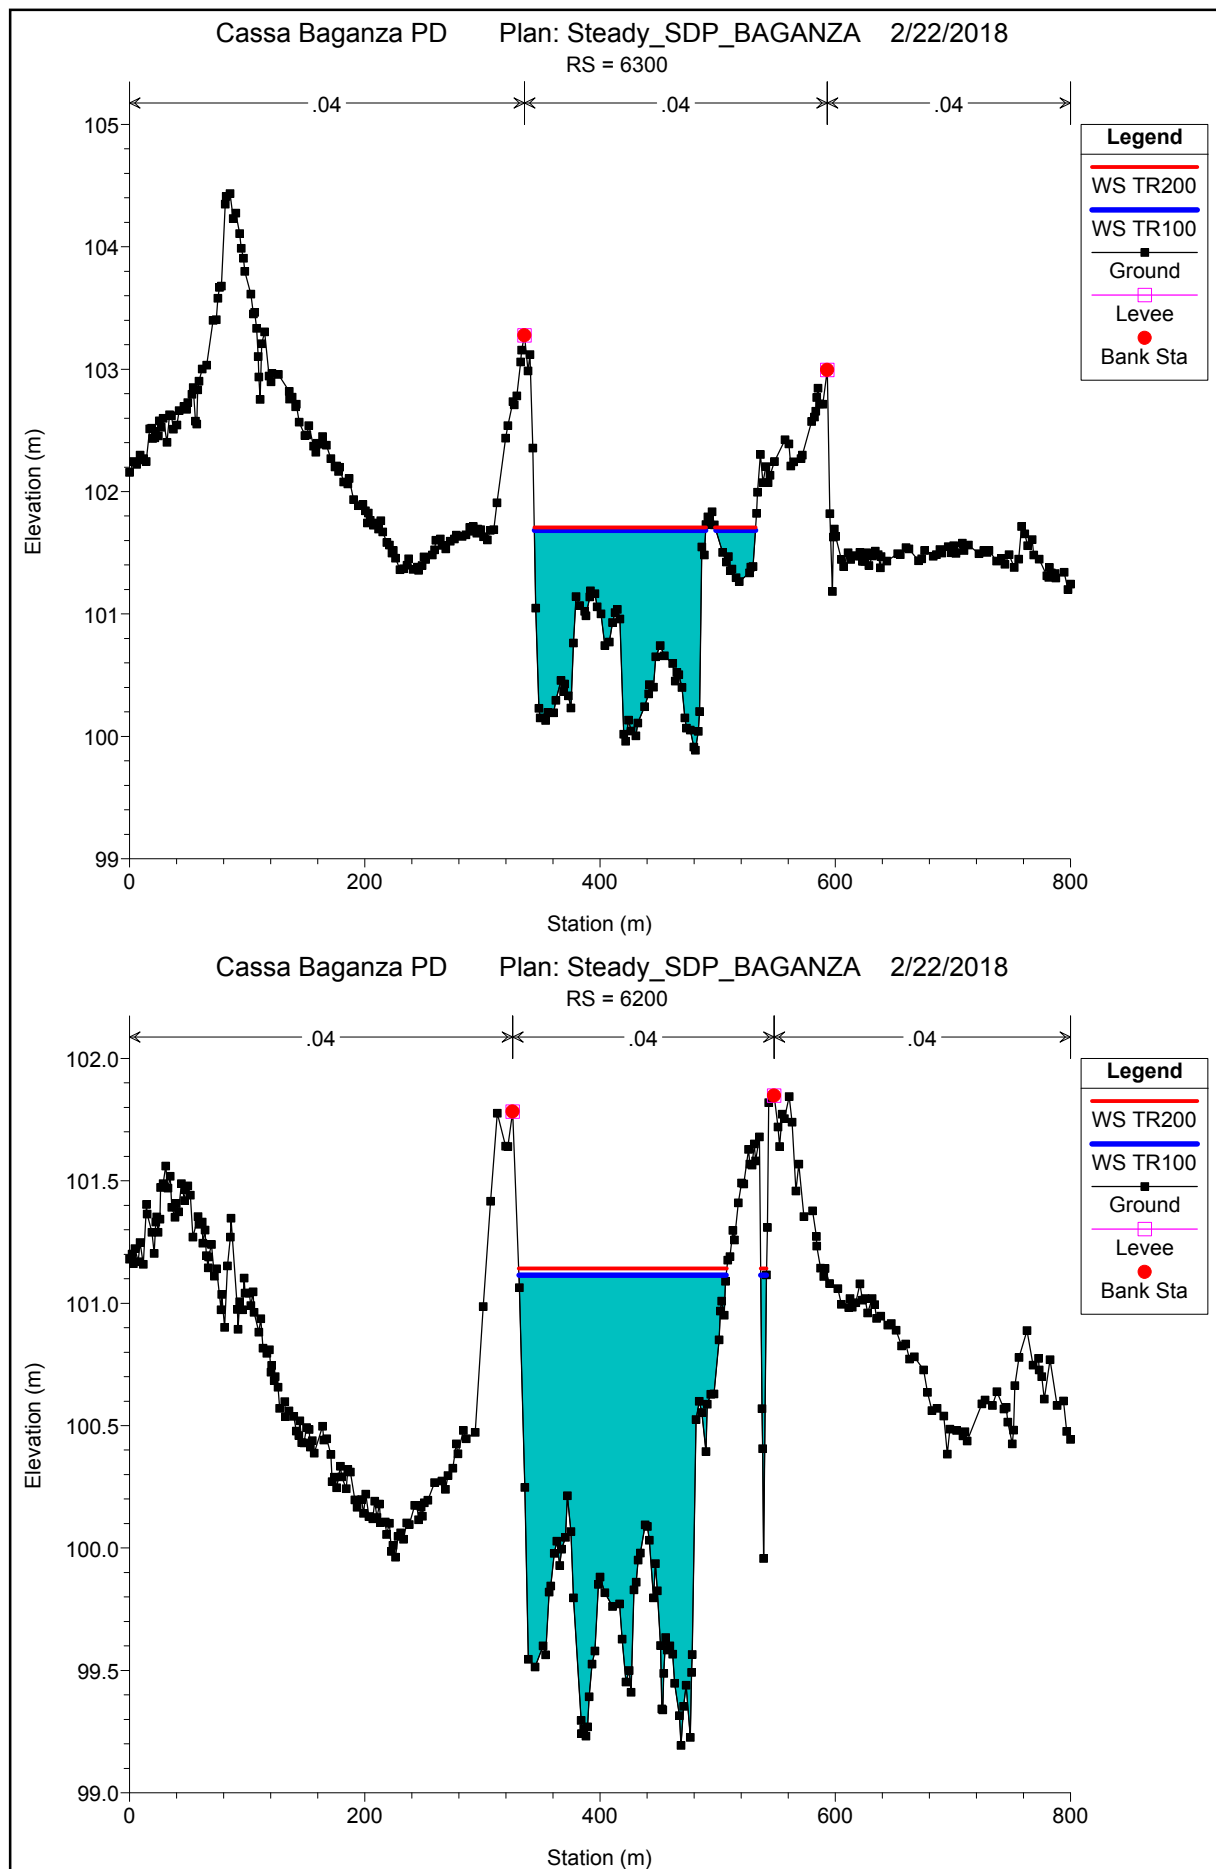 Cassa Baganza PD Plan: Steady_SDP_BAGANZA 2/22/2018
RS = 6300
.04 .04 .04
105
104
103
102
101
100
99
0 200 400 600 800
Elevation (m)
Station (m)
Legend
WS TR200
WS TR100
Ground
Levee
Bank Sta
Cassa Baganza PD Plan: Steady_SDP_BAGANZA 2/22/2018
RS = 6200
.04 .04 .04
102.0
101.5
101.0
100.5
100.0
99.5
99.0
0 200 400 600 800
Elevation (m)
Station (m)
Legend
WS TR200
WS TR100
Ground
Levee
Bank Sta